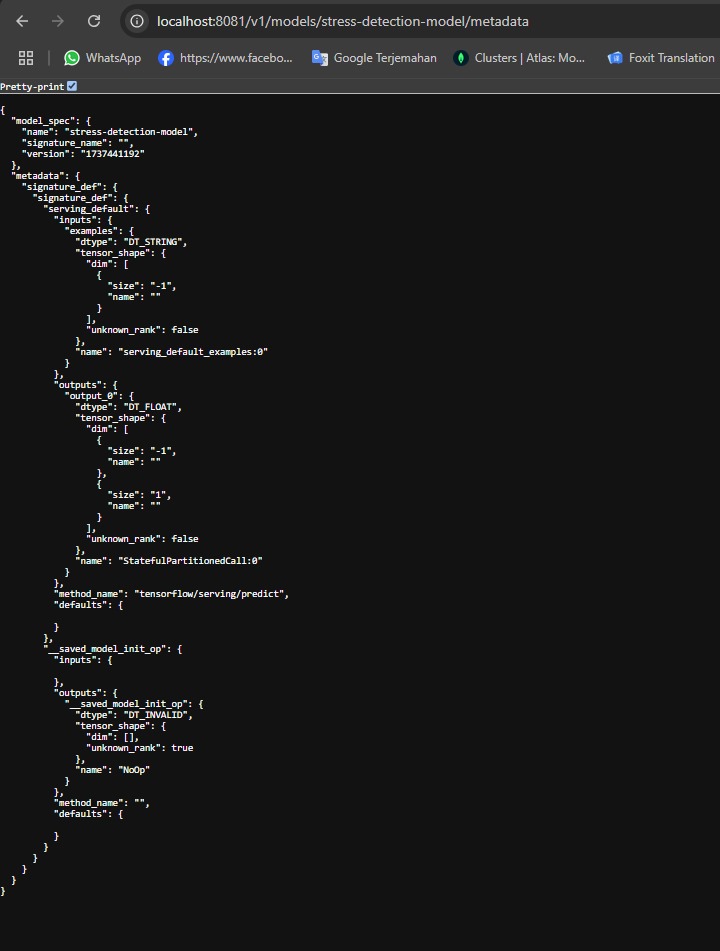 localhost:8081/v1/models/stress-detection-model/metadata
WhatsApp https://www.facebo... Google Terjemahan Clusters | Atlas: Mo... Foxit Translation
Pretty-print
{
  "model_spec": {
    "name": "stress-detection-model",
    "signature_name": "",
    "version": "1737441192"
  },
  "metadata": {
    "signature_def": {
      "signature_def": {
        "serving_default": {
          "inputs": {
            "examples": {
              "dtype": "DT_STRING",
              "tensor_shape": {
                "dim": [
                  {
                    "size": "-1",
                    "name": ""
                  }
                ],
                "unknown_rank": false
              },
              "name": "serving_default_examples:0"
            }
          },
          "outputs": {
            "output_0": {
              "dtype": "DT_FLOAT",
              "tensor_shape": {
                "dim": [
                  {
                    "size": "-1",
                    "name": ""
                  },
                  {
                    "size": "1",
                    "name": ""
                  }
                ],
                "unknown_rank": false
              },
              "name": "StatefulPartitionedCall:0"
            }
          },
          "method_name": "tensorflow/serving/predict",
          "defaults": {
          }
        },
        "__saved_model_init_op": {
          "inputs": {
          },
          "outputs": {
            "__saved_model_init_op": {
              "dtype": "DT_INVALID",
              "tensor_shape": {
                "dim": [],
                "unknown_rank": true
              },
              "name": "NoOp"
            }
          },
          "method_name": "",
          "defaults": {
          }
        }
      }
    }
  }
}